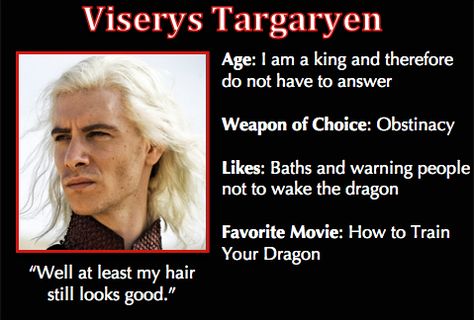 Viserys Targaryen
Age: I am a king and therefore
do not have to answer
Weapon of Choice: Obstinacy
Likes: Baths and warning people
not to wake the dragon
Favorite Movie: How to Train
Your Dragon
“Well at least my hair
still looks good.”